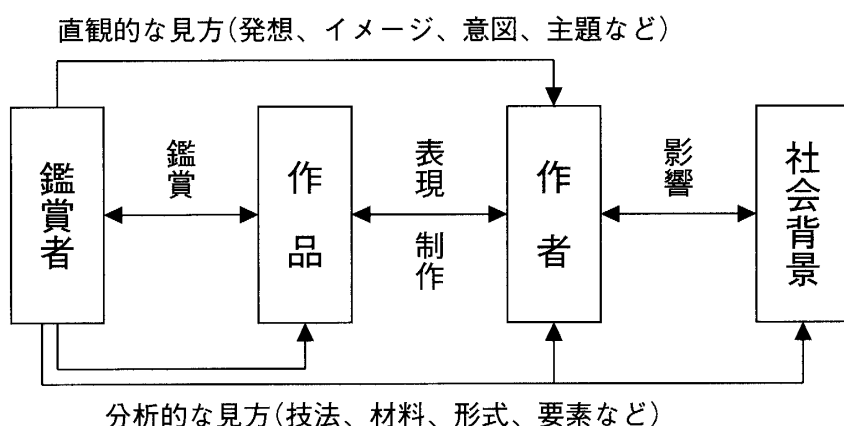 直観的な見方(発想、イメージ、意図、主題など)
鑑賞者
鑑賞
作品
表現
制作
作者
影響
社会背景
分析的な見方(技法、材料、形式、要素など)